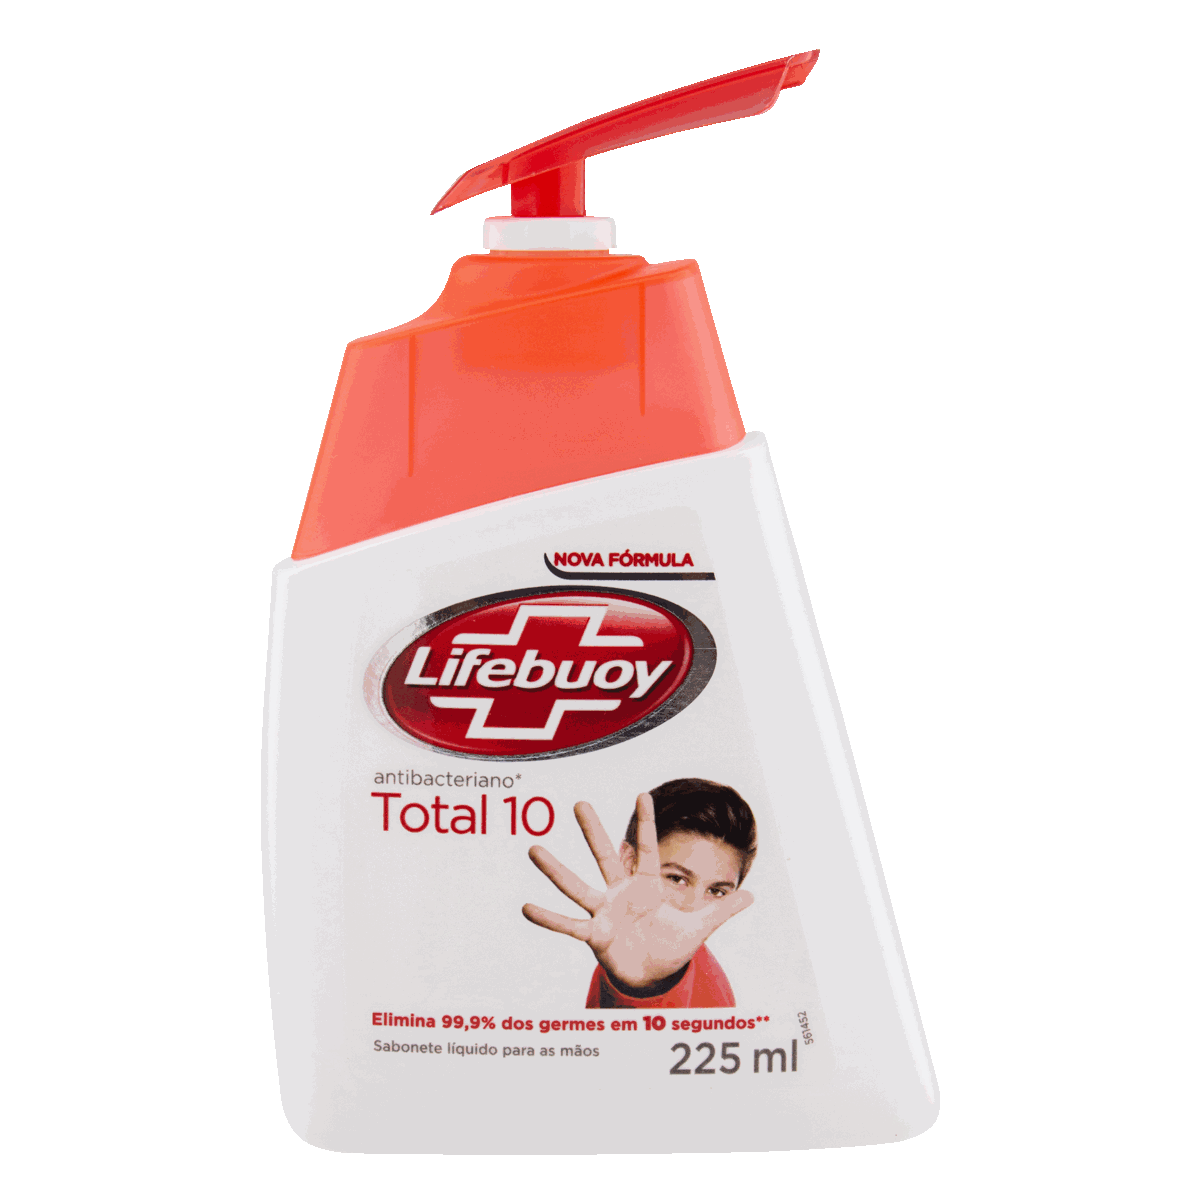 NOVA FÓRMULA
Lifebuoy
antibacteriano*
Total 10
Elimina 99,9% dos germes em 10 segundos**
Sabonete líquido para as mãos
225 ml
561452